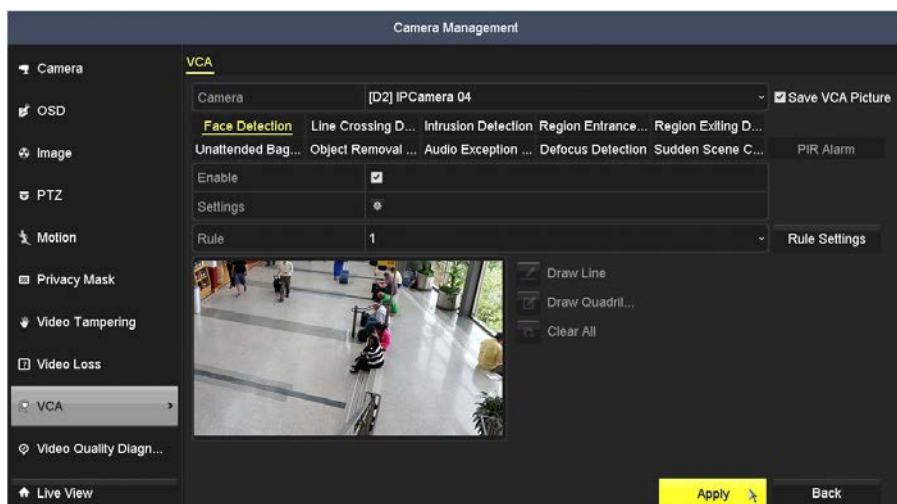 Camera Management
Camera
OSD
Image
PTZ
Motion
Privacy Mask
Video Tampering
Video Loss
VCA
Video Quality Diagn...
Live View
VCA
Camera [D2] IPCamera 04 Save VCA Picture
Face Detection Line Crossing D... Intrusion Detection Region Entrance... Region Exiting D...
Unattended Bag... Object Removal ... Audio Exception ... Defocus Detection Sudden Scene C... PIR Alarm
Enable
Settings
Rule 1 Rule Settings
Draw Line
Draw Quadril...
Clear All
Apply Back